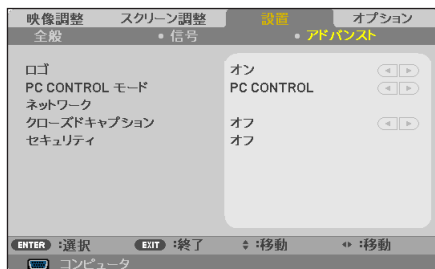 映像調整 スクリーン調整 設置 オプション
全般 ● 信号 ● アドバンスト
ロゴ オン
PC CONTROL モード PC CONTROL
ネットワーク
クローズドキャプション オフ
セキュリティ オフ
ENTER :選択 EXIT :終了 :移動 :移動
コンピュータ